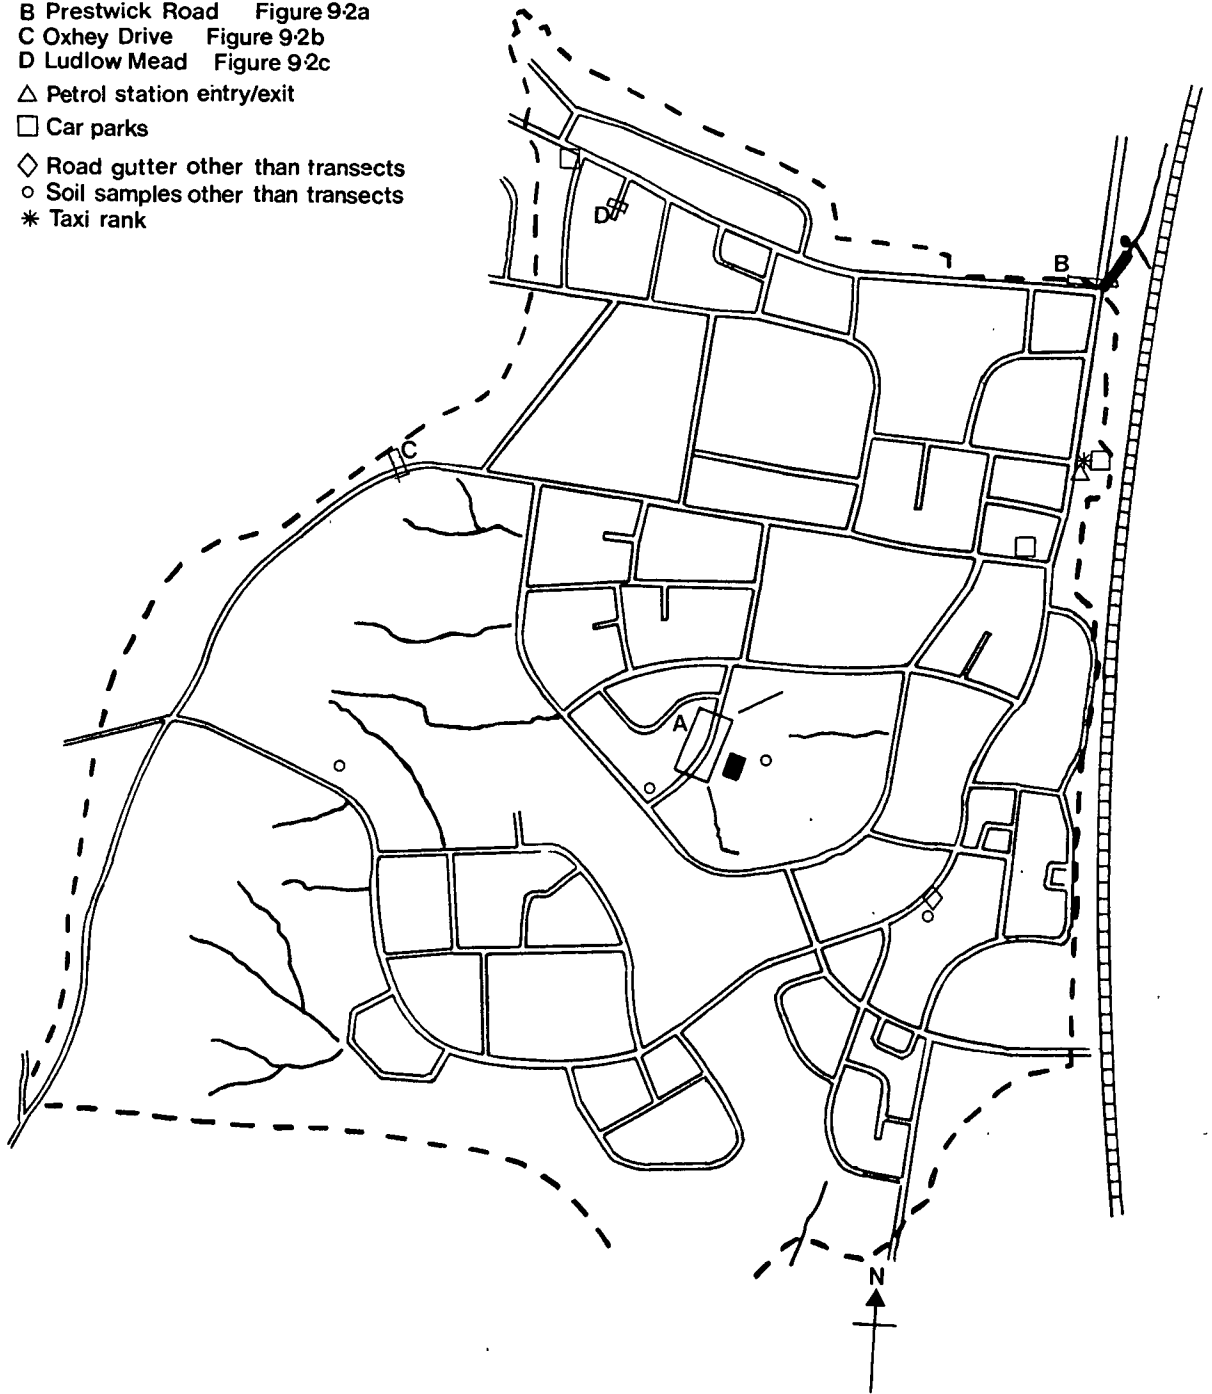 B Prestwick Road Figure 9·2a
C Oxhey Drive Figure 9·2b
D Ludlow Mead Figure 9·2c
△ Petrol station entry/exit
□ Car parks
◇ Road gutter other than transects
○ Soil samples other than transects
✳ Taxi rank
D
B
C
A
N